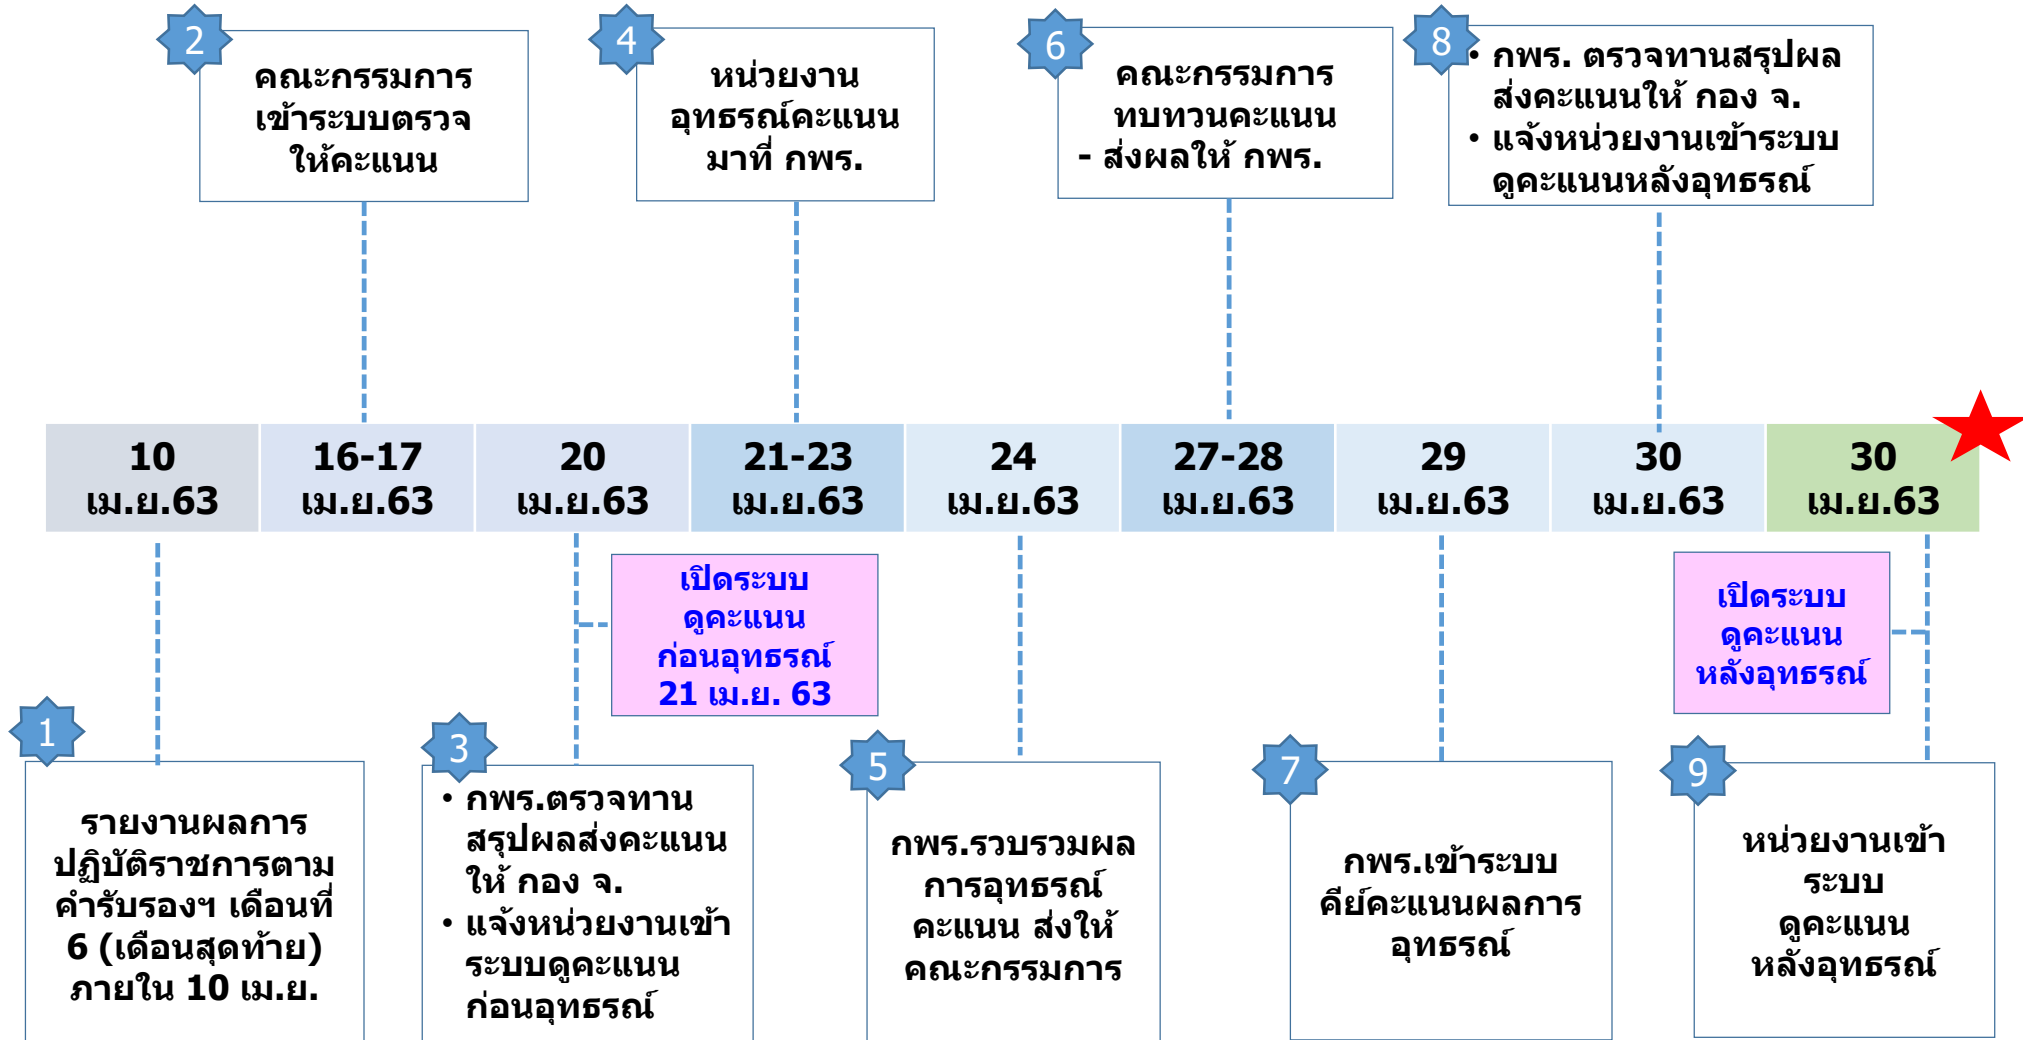 2
คณะกรรมการ
เข้าระบบตรวจ
ให้คะแนน
4
หน่วยงาน
อุทธรณ์คะแนน
มาที่ กพร.
6
คณะกรรมการ
ทบทวนคะแนน
- ส่งผลให้ กพร.
8
• กพร. ตรวจทานสรุปผล
ส่งคะแนนให้ กอง จ.
• แจ้งหน่วยงานเข้าระบบ
ดูคะแนนหลังอุทธรณ์
10
เม.ย.63
16-17
เม.ย.63
20
เม.ย.63
21-23
เม.ย.63
24
เม.ย.63
27-28
เม.ย.63
29
เม.ย.63
30
เม.ย.63
30
เม.ย.63
เปิดระบบ
ดูคะแนน
ก่อนอุทธรณ์
21 เม.ย. 63
เปิดระบบ
ดูคะแนน
หลังอุทธรณ์
1
รายงานผลการ
ปฏิบัติราชการตาม
คำรับรองฯ เดือนที่
6 (เดือนสุดท้าย)
ภายใน 10 เม.ย.
3
• กพร.ตรวจทาน
สรุปผลส่งคะแนน
ให้ กอง จ.
• แจ้งหน่วยงานเข้า
ระบบดูคะแนน
ก่อนอุทธรณ์
5
กพร.รวบรวมผล
การอุทธรณ์
คะแนน ส่งให้
คณะกรรมการ
7
กพร.เข้าระบบ
คีย์คะแนนผลการ
อุทธรณ์
9
หน่วยงานเข้า
ระบบ
ดูคะแนน
หลังอุทธรณ์